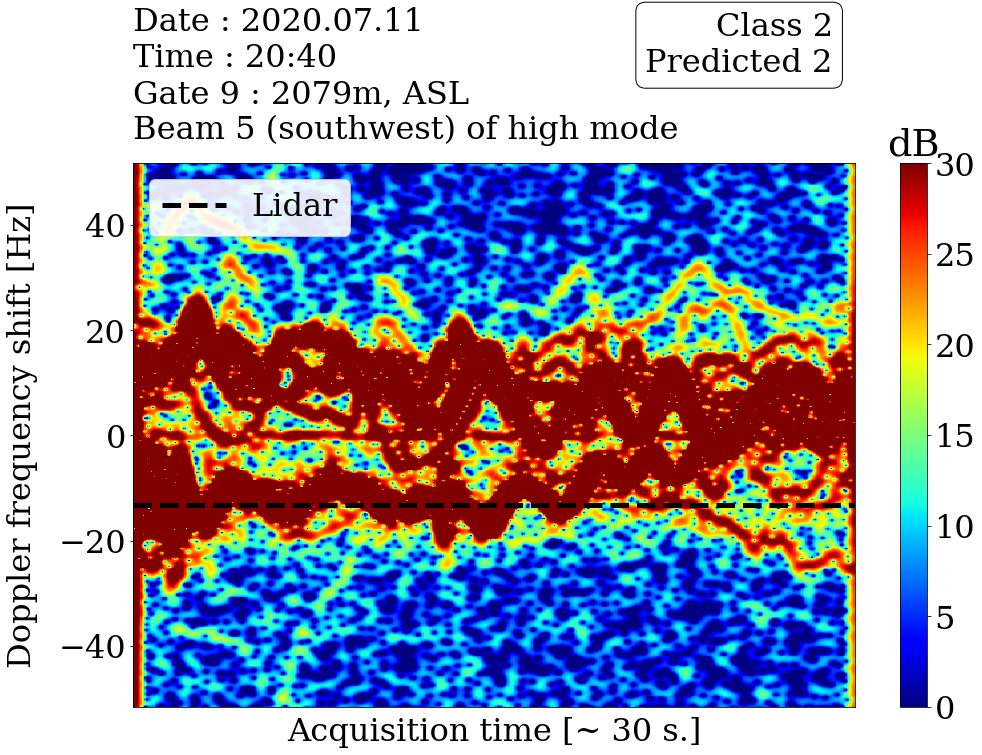 Date : 2020.07.11
Time : 20:40
Gate 9 : 2079m, ASL
Beam 5 (southwest) of high mode
Class 2
Predicted 2
dB
Lidar
Doppler frequency shift [Hz]
40
20
0
−20
−40
30
25
20
15
10
5
0
Acquisition time [~ 30 s.]